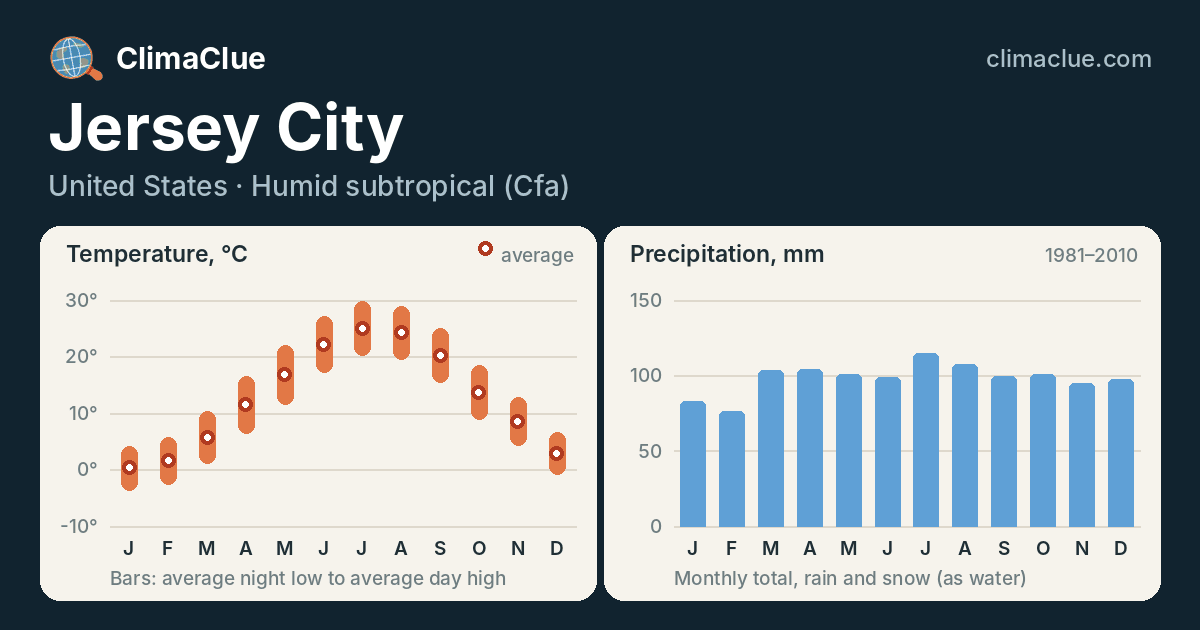 ClimaClue
climaclue.com
Jersey City
United States · Humid subtropical (Cfa)
Temperature, °C
average
30°
20°
10°
0°
-10°
J F M A M J J A S O N D
Bars: average night low to average day high
Precipitation, mm
1981–2010
150
100
50
0
J F M A M J J A S O N D
Monthly total, rain and snow (as water)